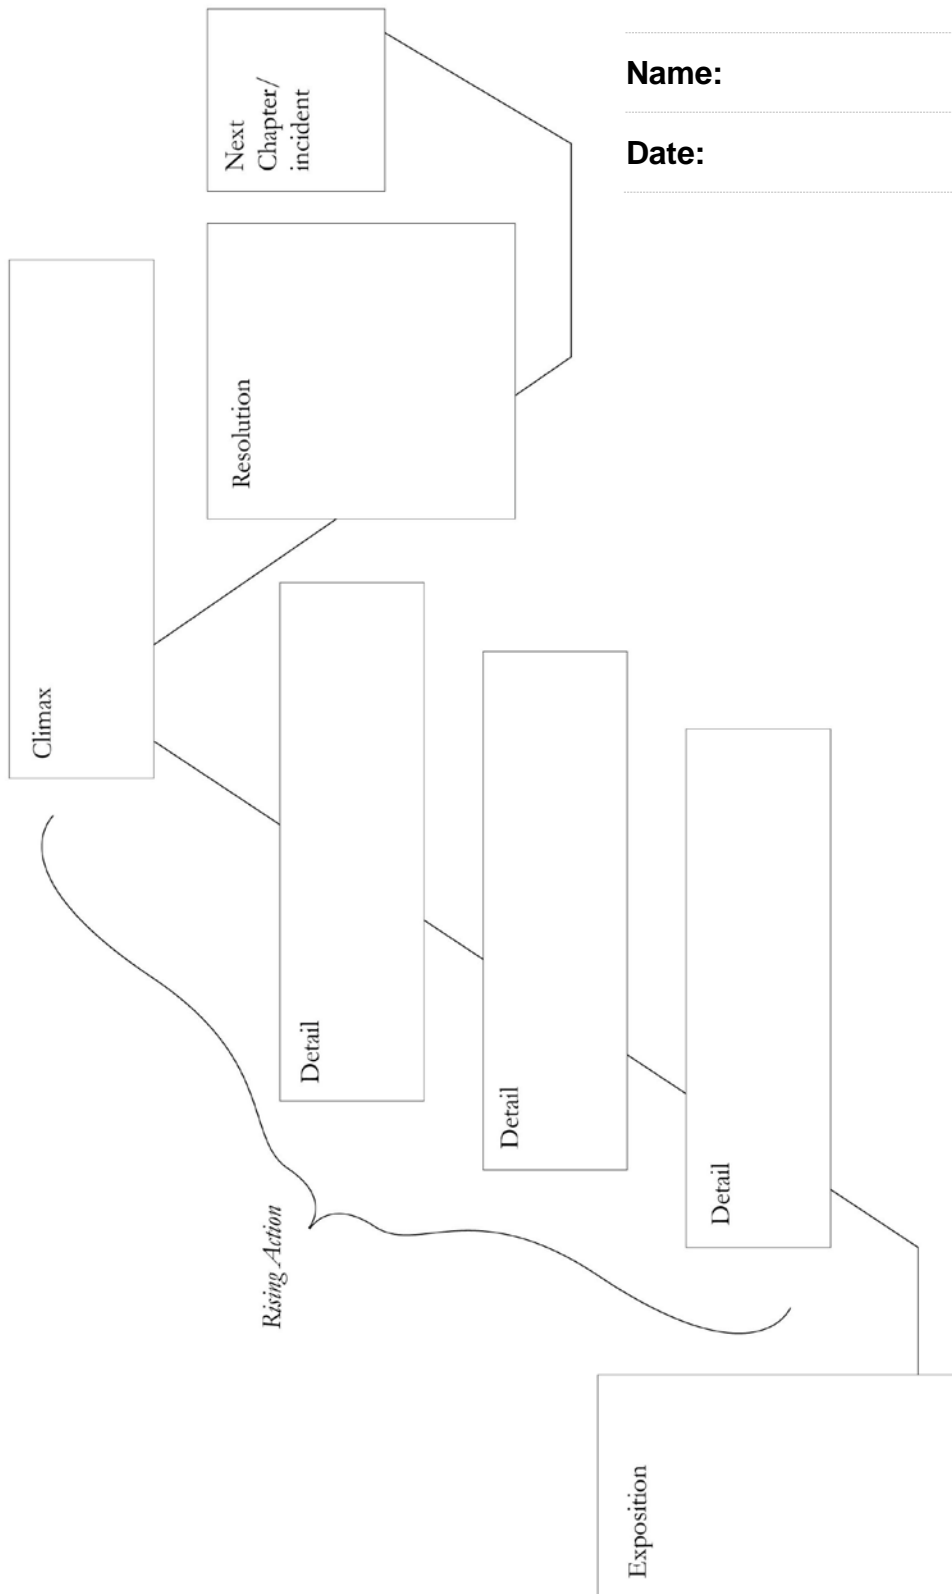 Name:
Date:
Exposition
Rising Action
Detail
Detail
Detail
Climax
Resolution
Next
Chapter/
incident